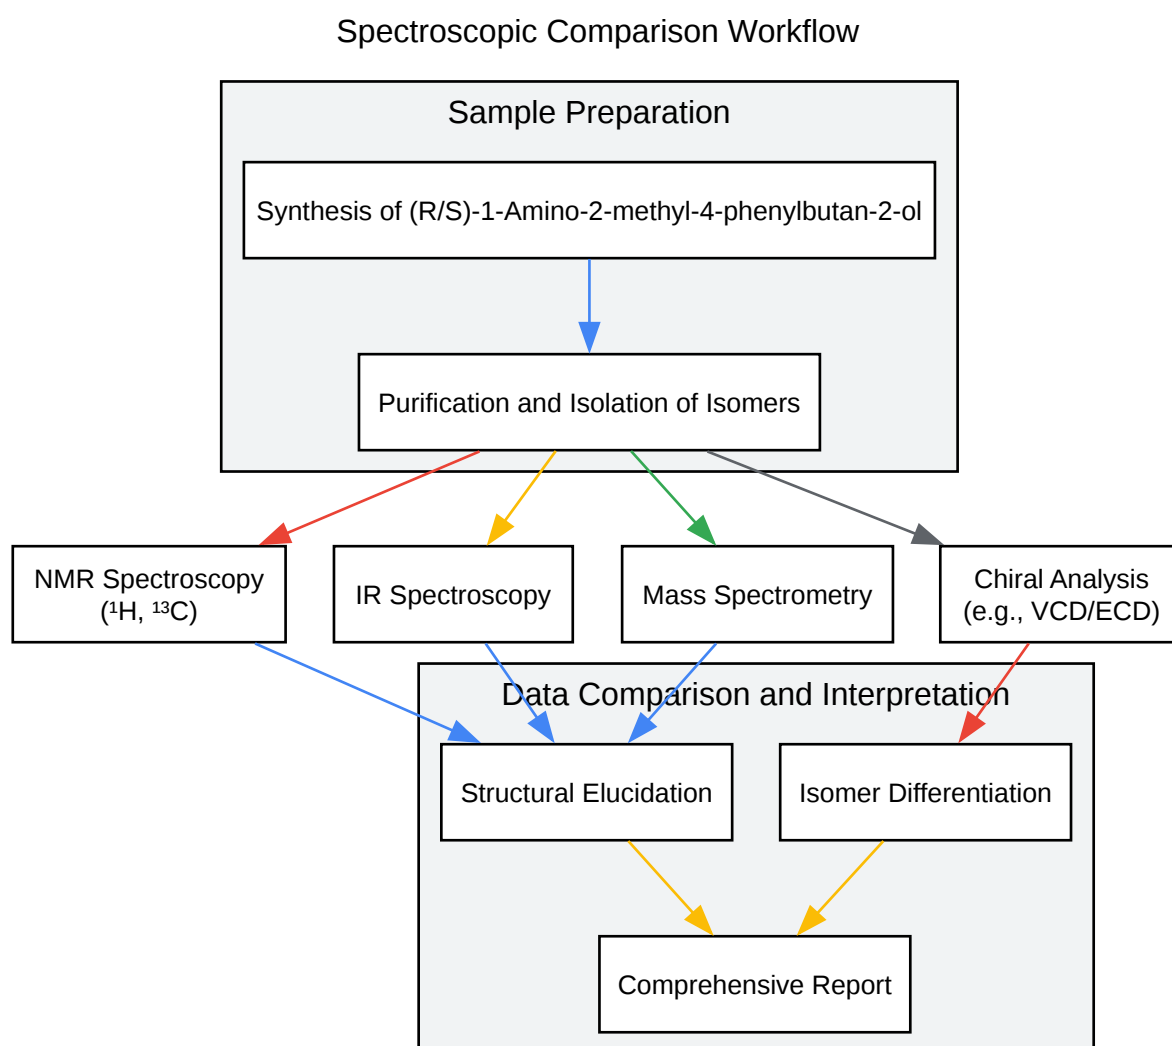 Spectroscopic Comparison Workflow
Sample Preparation
Synthesis of (R/S)-1-Amino-2-methyl-4-phenylbutan-2-ol
Purification and Isolation of Isomers
NMR Spectroscopy
(¹H, ¹³C)
IR Spectroscopy
Mass Spectrometry
Chiral Analysis
(e.g., VCD/ECD)
Data Comparison and Interpretation
Structural Elucidation
Isomer Differentiation
Comprehensive Report